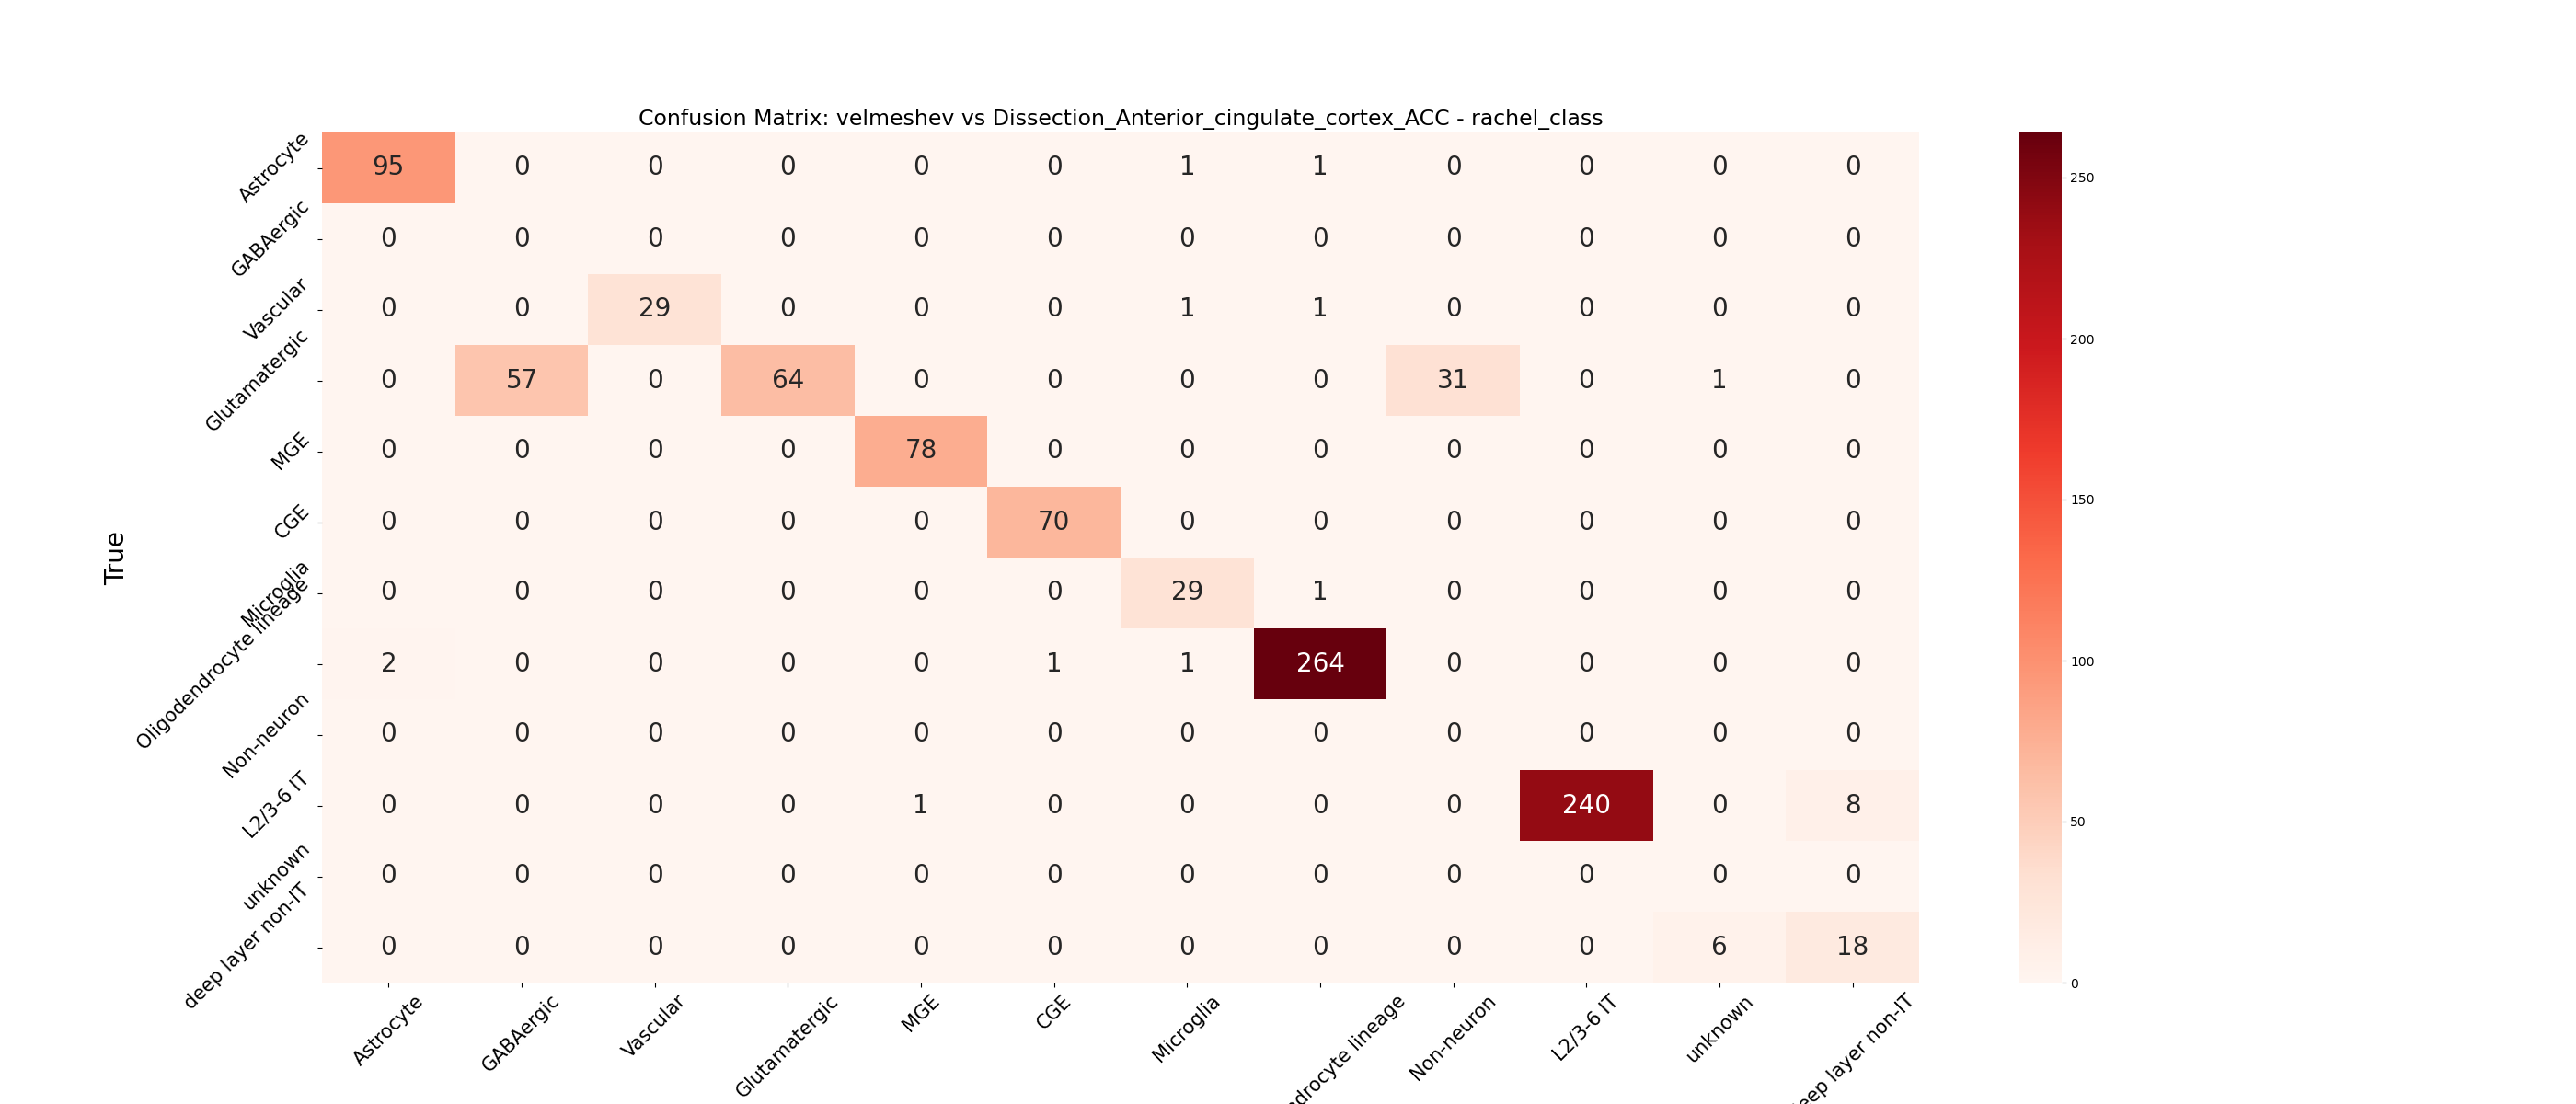 Confusion Matrix: velmeshev vs Dissection_Anterior_cingulate_cortex_ACC - rachel_class
True
Astrocyte 95 0 0 0 0 0 1 1 0 0 0 0
GABAergic 0 0 0 0 0 0 0 0 0 0 0 0
Vascular 0 0 29 0 0 0 1 1 0 0 0 0
Glutamatergic 0 57 0 64 0 0 0 0 31 0 1 0
MGE 0 0 0 0 78 0 0 0 0 0 0 0
CGE 0 0 0 0 0 70 0 0 0 0 0 0
Microglia 0 0 0 0 0 0 29 1 0 0 0 0
Oligodendrocyte lineage 2 0 0 0 0 1 1 264 0 0 0 0
Non-neuron 0 0 0 0 0 0 0 0 0 0 0 0
L2/3-6 IT 0 0 0 0 1 0 0 0 0 240 0 8
unknown 0 0 0 0 0 0 0 0 0 0 0 0
deep layer non-IT 0 0 0 0 0 0 0 0 0 0 6 18
Astrocyte GABAergic Vascular Glutamatergic MGE CGE Microglia lineage Non-neuron L2/3-6 IT unknown layer non-IT
250
200
150
100
50
0